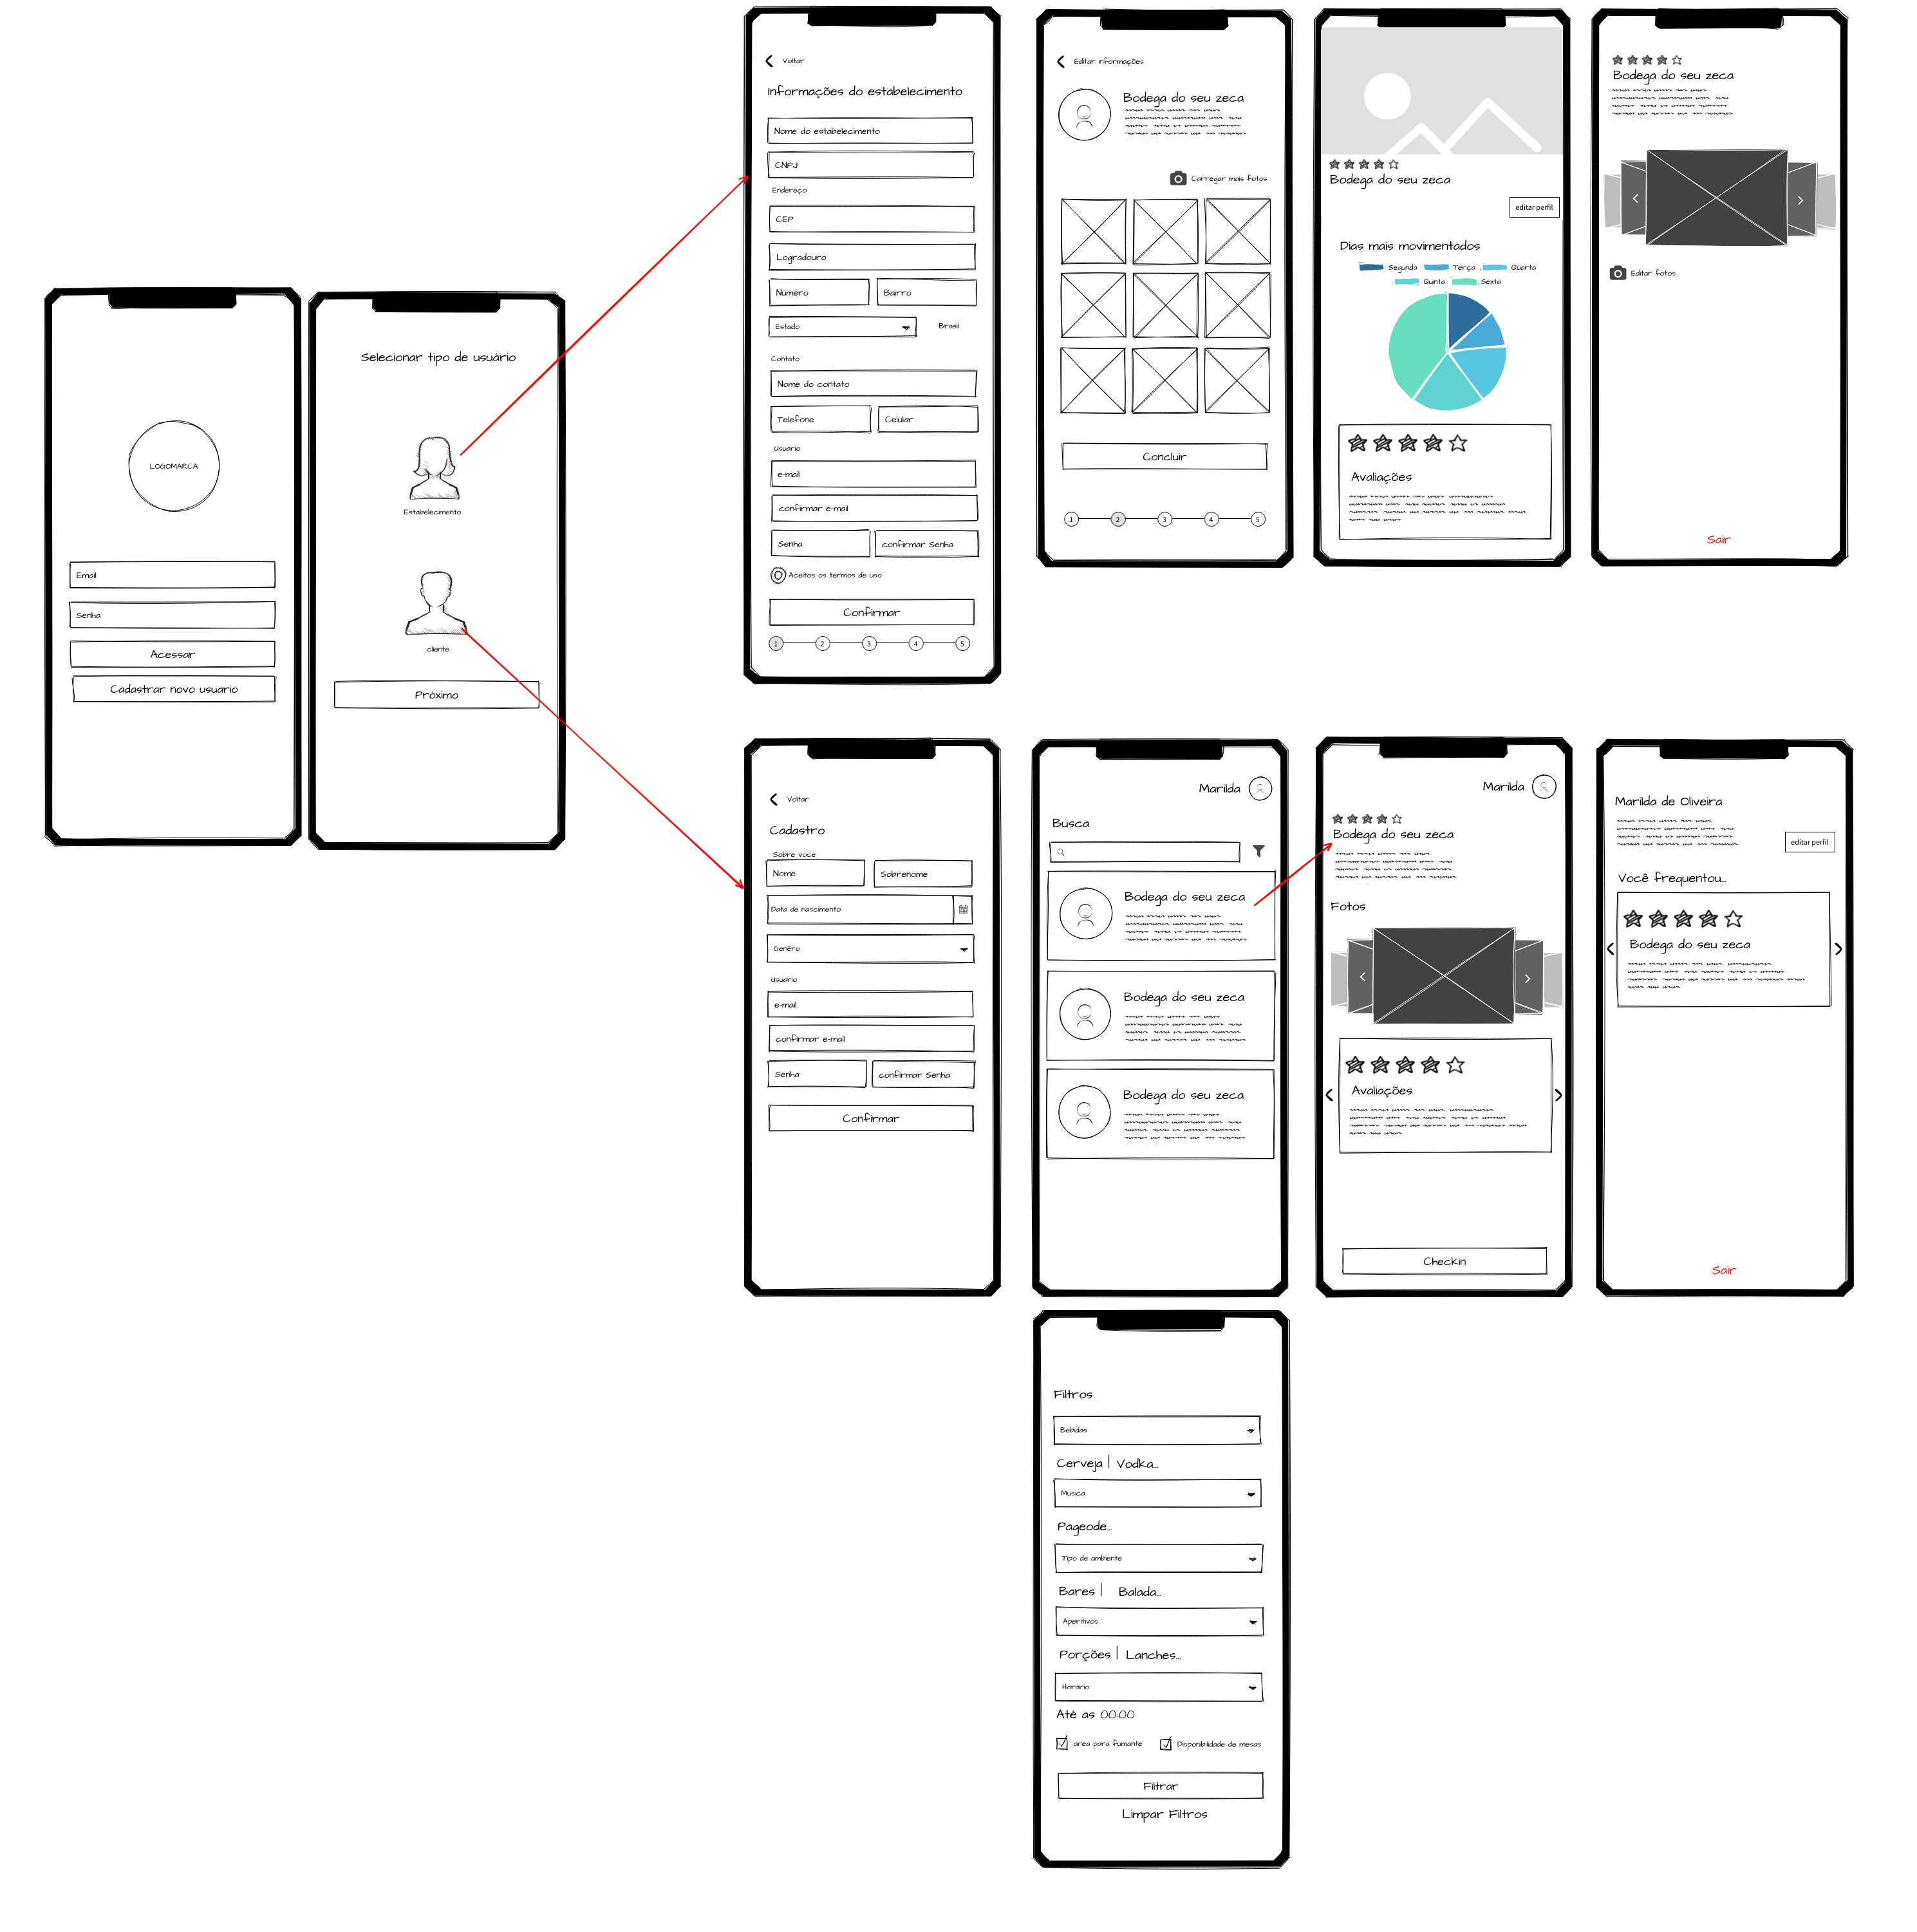 LOGOMARCA
Email
Senha
Acessar
Cadastrar novo usuario
Selecionar tipo de usuário
Estabelecimento
cliente
Próximo
Voltar
Informações do estabelecimento
Nome do estabelecimento
CNPJ
Endereço
CEP
Logradouro
Número Bairro
Estado Brasil
Contato
Nome do contato
Telefone Celular
Usuario
e-mail
confirmar e-mail
Senha confirmar Senha
Aceitos os termos de uso
Confirmar
1 2 3 4 5
Editar informações
Bodega do seu zeca
Carregar mais fotos
Concluir
1 2 3 4 5
Bodega do seu zeca
editar perfil
Dias mais movimentados
Segunda Terça Quarta
Quinta Sexta
Avaliações
Bodega do seu zeca
Editar fotos
Sair
Voltar
Cadastro
Sobre voce
Nome Sobrenome
Data de nascimento
Genêro
Usuario
e-mail
confirmar e-mail
Senha confirmar Senha
Confirmar
Marilda
Busca
Bodega do seu zeca
Bodega do seu zeca
Bodega do seu zeca
Marilda
Bodega do seu zeca
Fotos
Avaliações
Checkin
Marilda de Oliveira
editar perfil
Você frequentou...
Bodega do seu zeca
Sair
Filtros
Bebidas
Cerveja | Vodka...
Musica
Pageode...
Tipo de ambiente
Bares | Balada...
Aperitivos
Porções | Lanches...
Horario
Até as 00:00
area para fumante Disponibilidade de mesas
Filtrar
Limpar Filtros